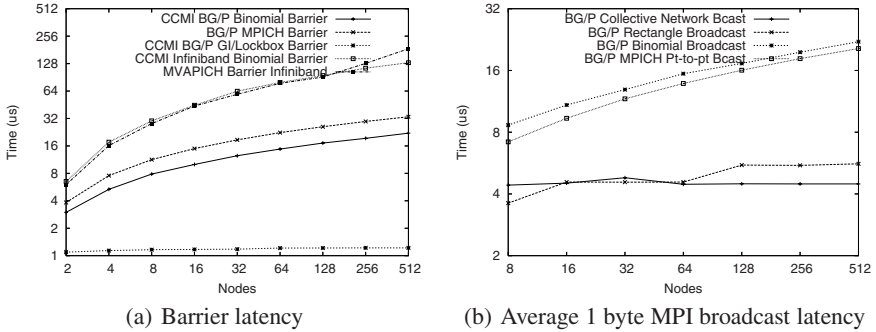 512
256
128
64
32
16
8
4
2
1
Time (us)
CCMI BG/P Binomial Barrier
BG/P MPICH Barrier
CCMI BG/P GI/Lockbox Barrier
CCMI Infiniband Binomial Barrier
MVAPICH Barrier Infiniband
2 4 8 16 32 64 128 256 512
Nodes
(a) Barrier latency
32
16
8
4
2
Time (us)
BG/P Collective Network Bcast
BG/P Rectangle Broadcast
BG/P Binomial Broadcast
BG/P MPICH Pt-to-pt Bcast
8 16 32 64 128 256 512
Nodes
(b) Average 1 byte MPI broadcast latency